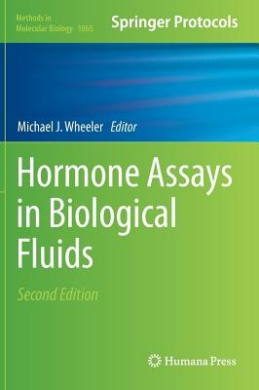 Methods in
Molecular Biology 1065
Springer Protocols
Michael J. Wheeler Editor
Hormone Assays
in Biological
Fluids
Second Edition
Humana Press